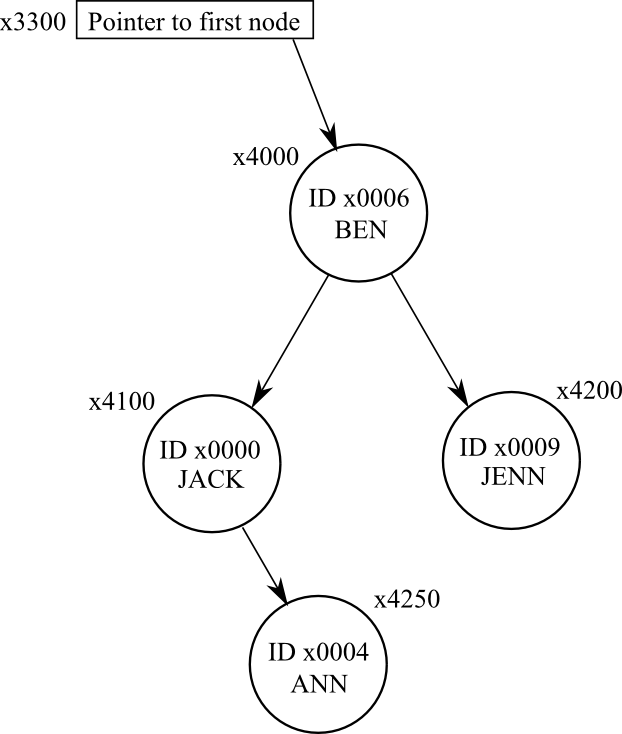 x3300
Pointer to first node
x4000
ID x0006
BEN
x4100
ID x0000
JACK
x4200
ID x0009
JENN
x4250
ID x0004
ANN